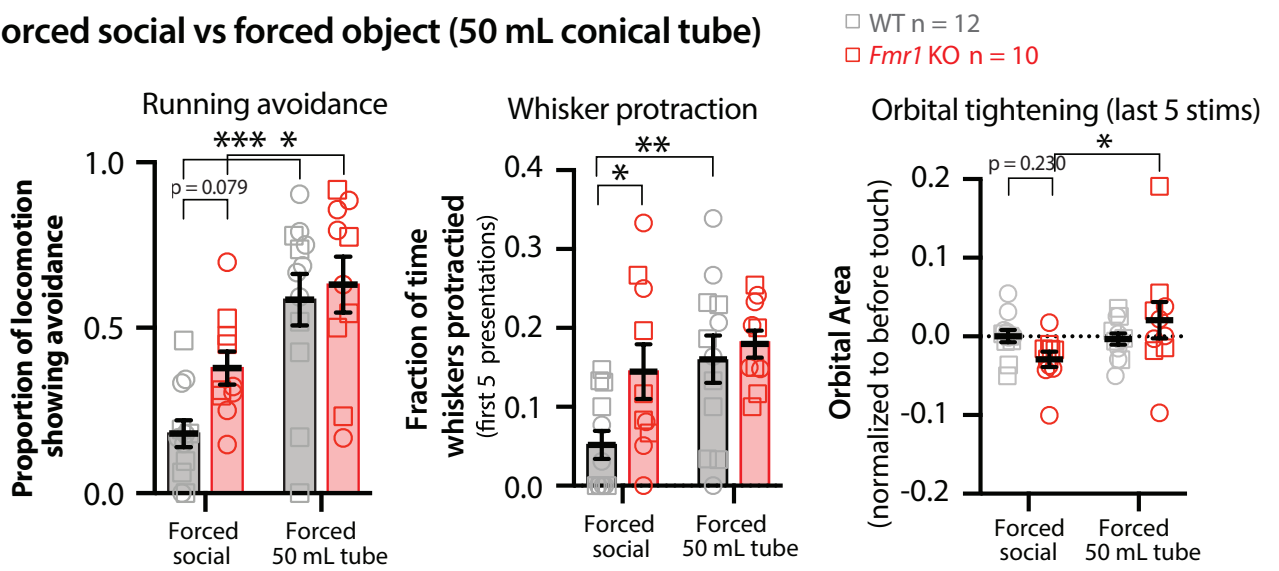 orced social vs forced object (50 mL conical tube)
WT n = 12
Fmr1 KO n = 10
Running avoidance
*** *
p = 0.079
1.0
0.5
0.0
Proportion of locomotion
showing avoidance
Forced
social
Forced
50 mL tube
Whisker protraction
**
*
0.4
0.3
0.2
0.1
0.0
Fraction of time
whiskers protractied
(first 5 presentations)
Forced
social
Forced
50 mL tube
Orbital tightening (last 5 stims)
*
p = 0.230
0.2
0.1
0.0
-0.1
-0.2
Orbital Area
(normalized to before touch)
Forced
social
Forced
50 mL tube